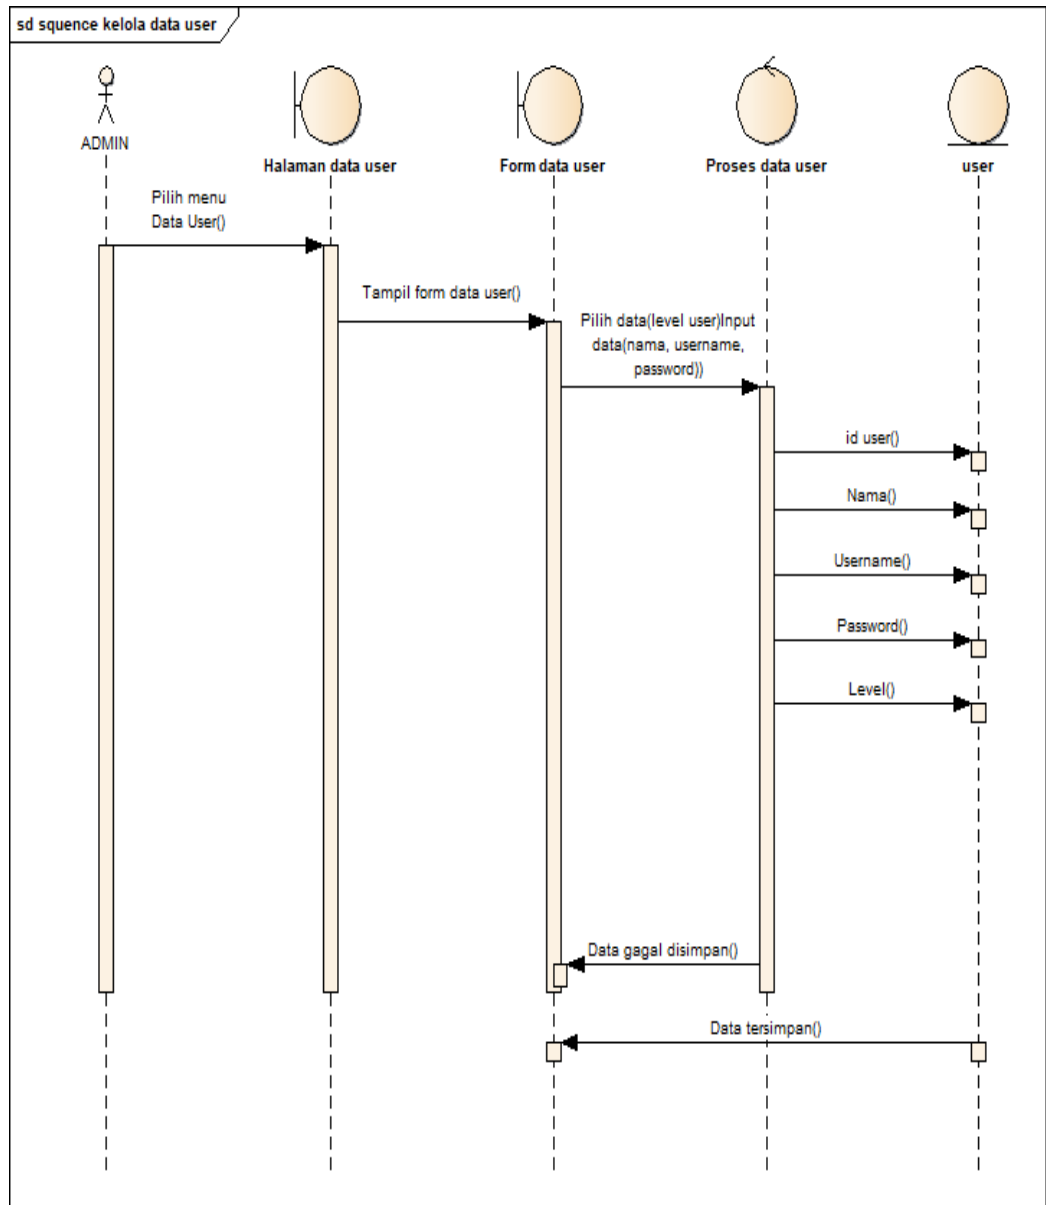 sd squence kelola data user
ADMIN
Halaman data user
Form data user
Proses data user
user
Pilih menu
Data User()
Tampil form data user()
Pilih data(level user)Input
data(nama, username,
password))
id user()
Nama()
Username()
Password()
Level()
Data gagal disimpan()
Data tersimpan()